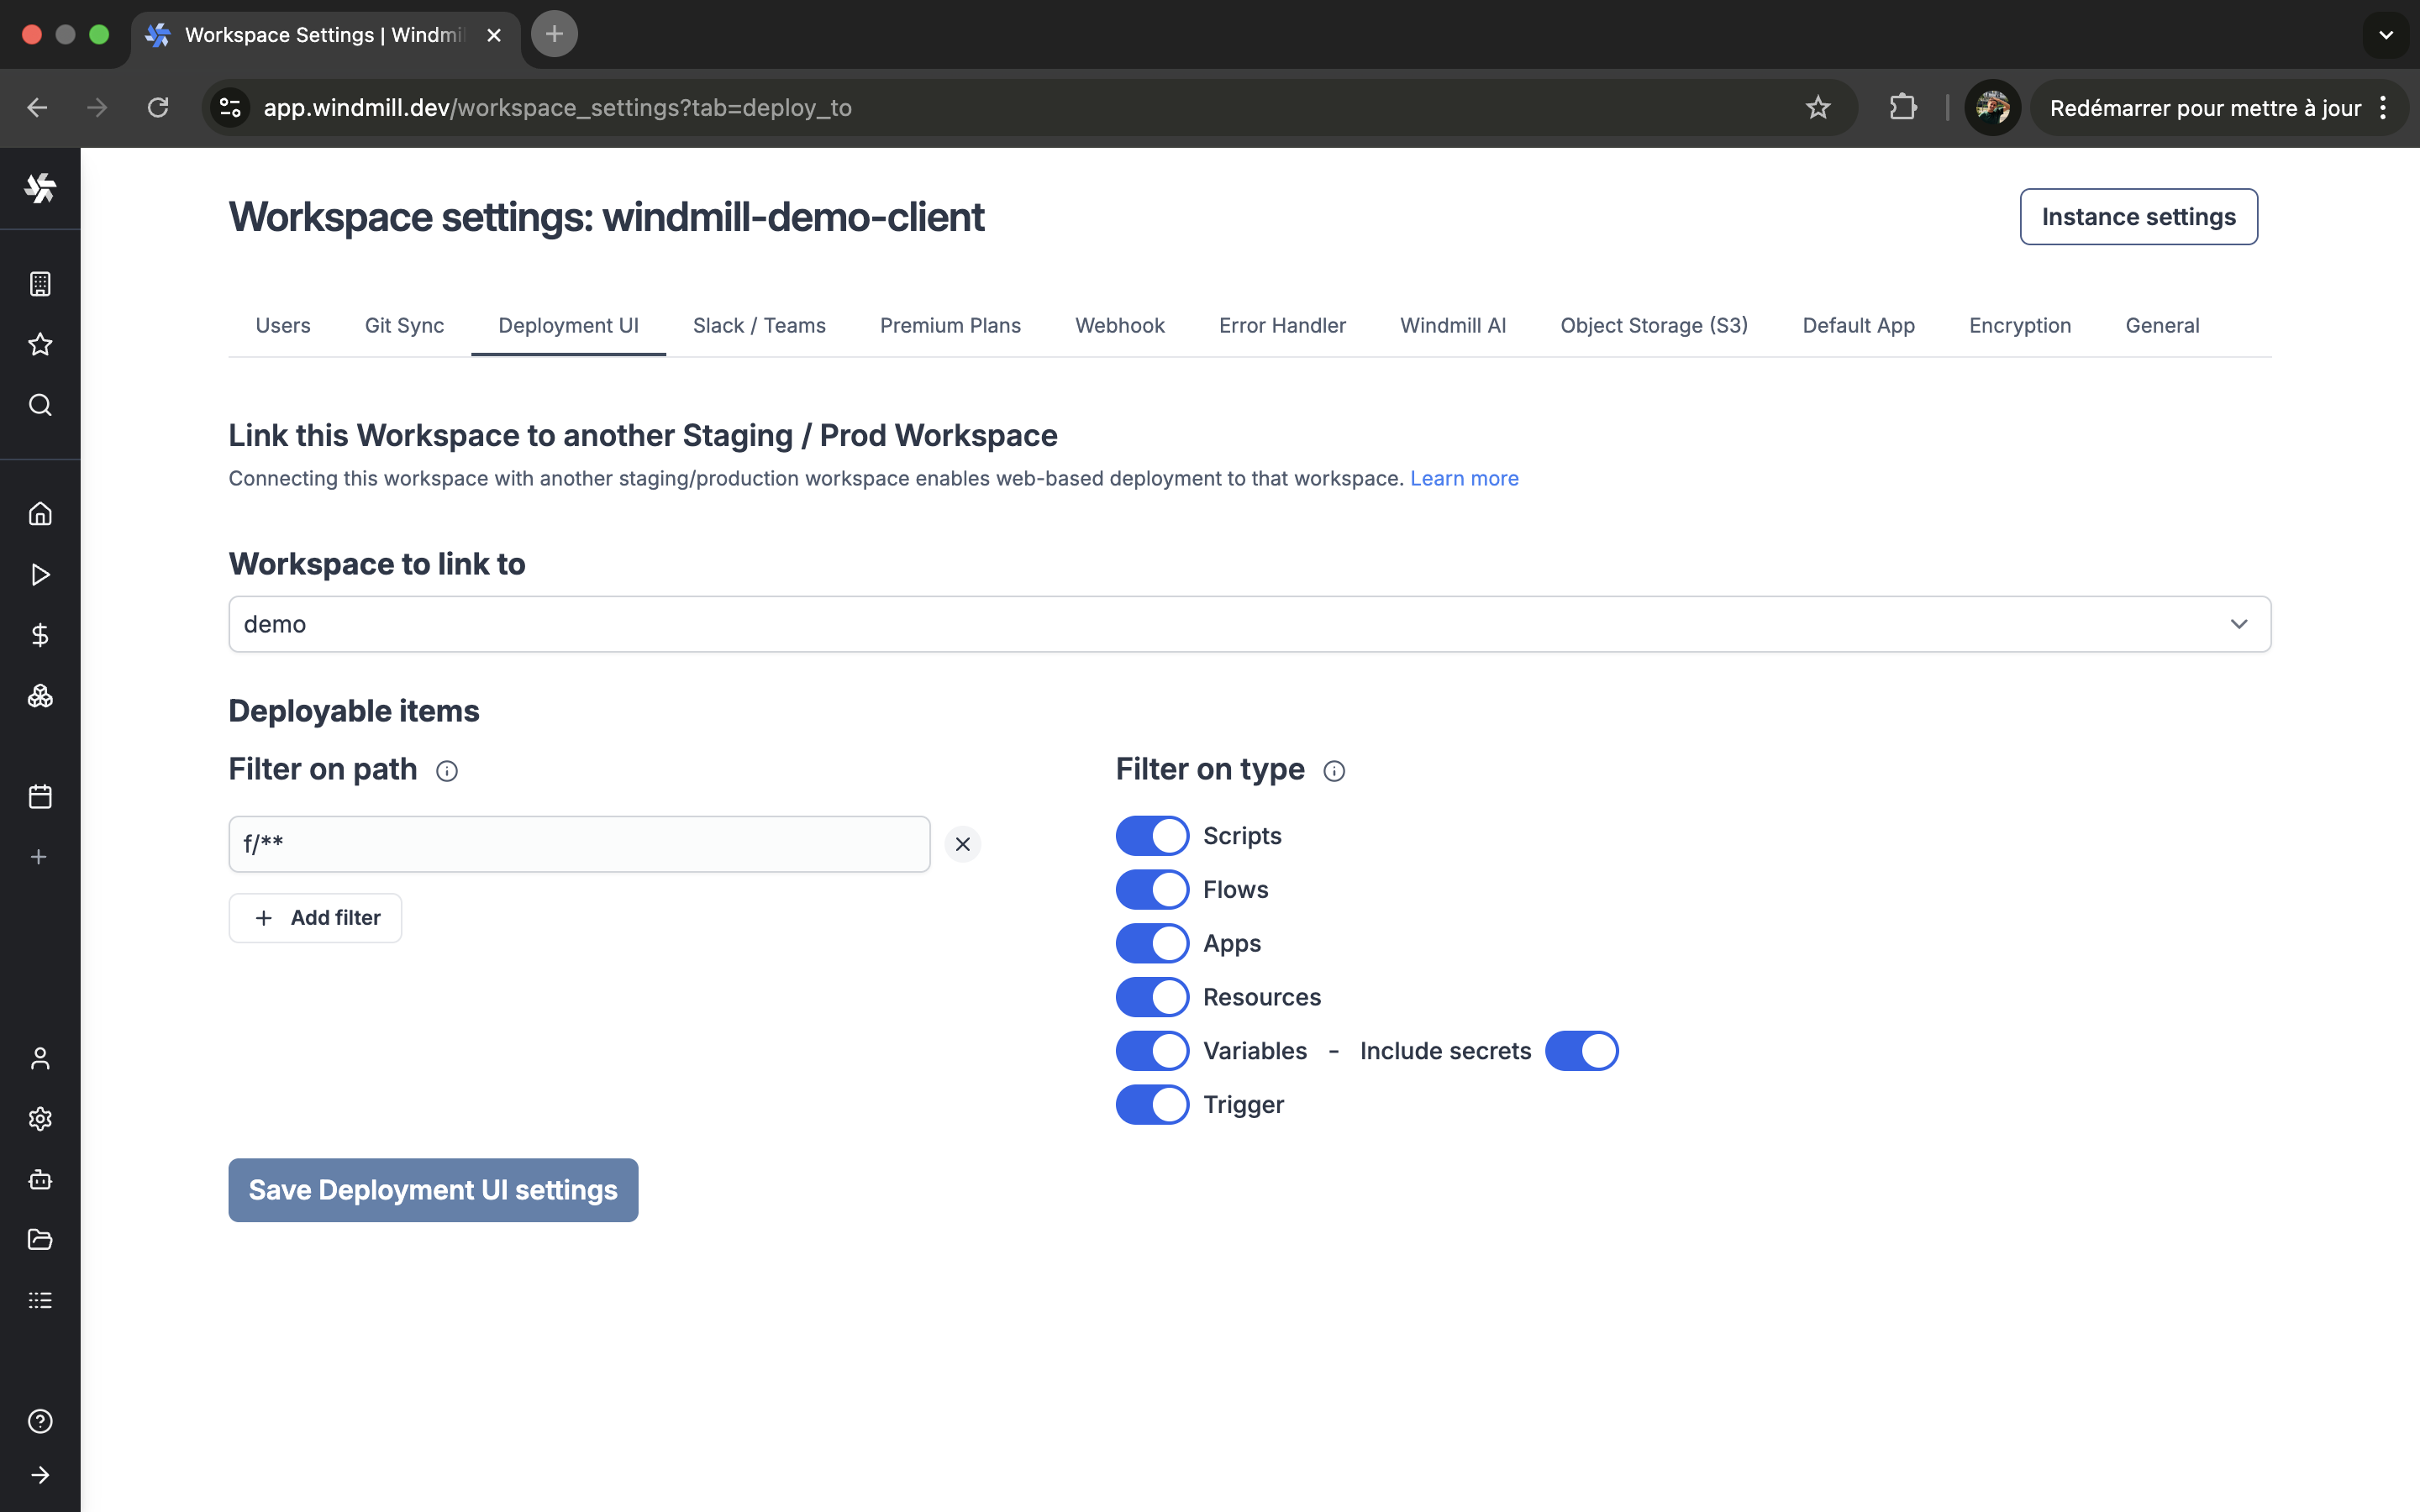 Workspace Settings | Windmil
app.windmill.dev/workspace_settings?tab=deploy_to
Redémarrer pour mettre à jour
Workspace settings: windmill-demo-client
Instance settings
Users
Git Sync
Deployment UI
Slack / Teams
Premium Plans
Webhook
Error Handler
Windmill AI
Object Storage (S3)
Default App
Encryption
General
Link this Workspace to another Staging / Prod Workspace
Connecting this workspace with another staging/production workspace enables web-based deployment to that workspace. Learn more
Workspace to link to
demo
Deployable items
Filter on path
f/**
Add filter
Filter on type
Scripts
Flows
Apps
Resources
Variables - Include secrets
Trigger
Save Deployment UI settings